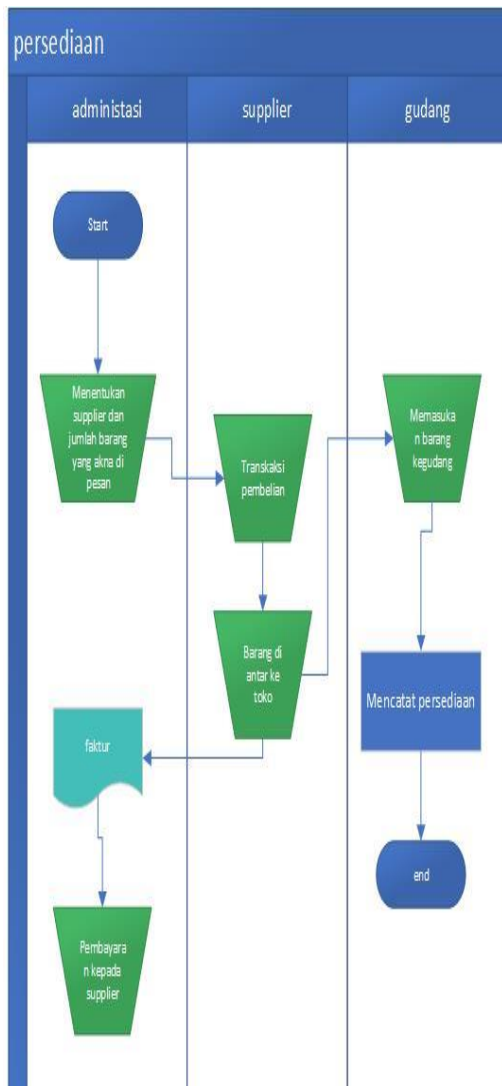 persediaan
administasi
supplier
gudang
Start
Menentukan
supplier dan
jumlah barang
yang akna di
pesan
Transkaksi
pembelian
Memasuka
n barang
kegudang
Barang di
antar ke
toko
Mencatat persediaan
faktur
end
Pembayara
n kepada
supplier